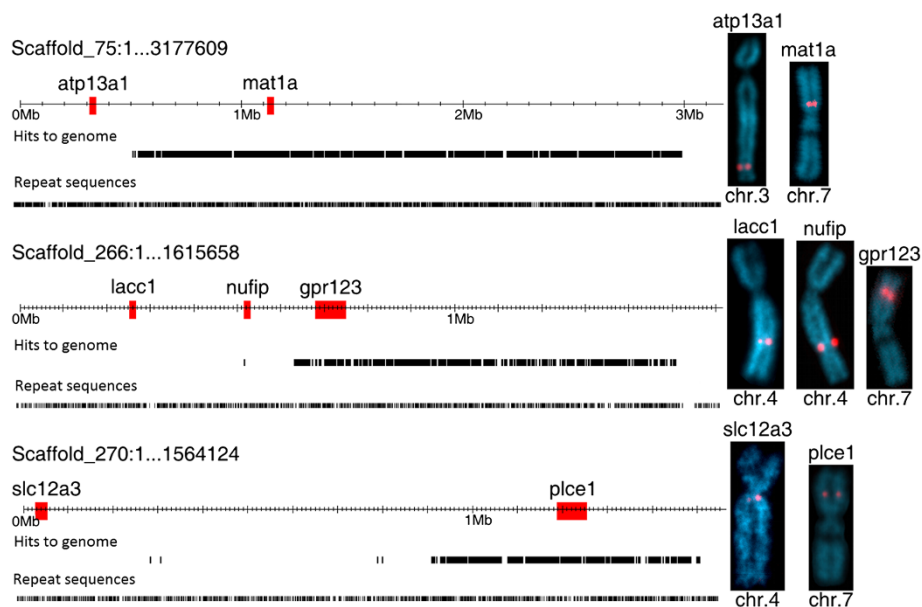 Scaffold_75:1...3177609
atp13a1 mat1a
0Mb 1Mb 2Mb 3Mb
Hits to genome
Repeat sequences
atp13a1
mat1a
chr.3 chr.7
Scaffold_266:1...1615658
lacc1 nufip gpr123
0Mb 1Mb
Hits to genome
Repeat sequences
lacc1 nufip
gpr123
chr.4 chr.4 chr.7
Scaffold_270:1...1564124
slc12a3 plce1
0Mb 1Mb
Hits to genome
Repeat sequences
slc12a3
plce1
chr.4 chr.7